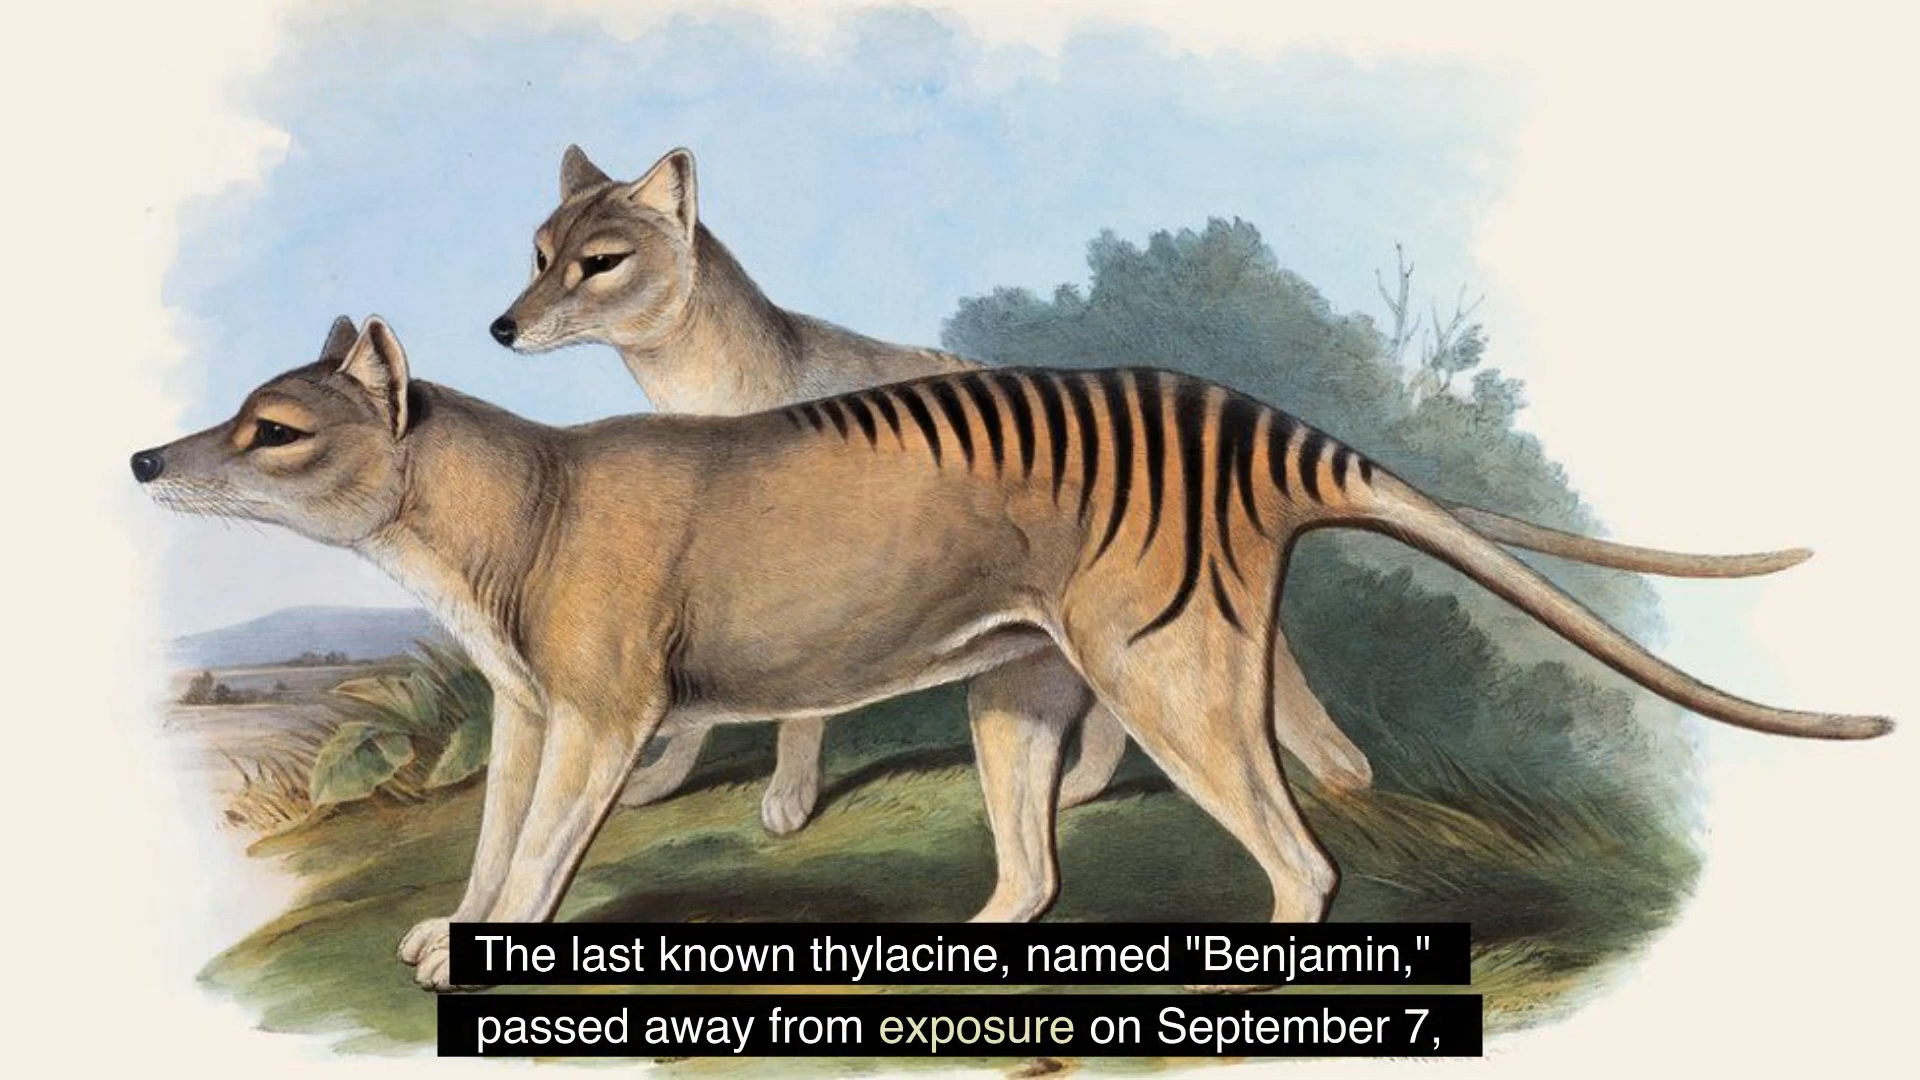 The last known thylacine, named "Benjamin,"
passed away from exposure on September 7,